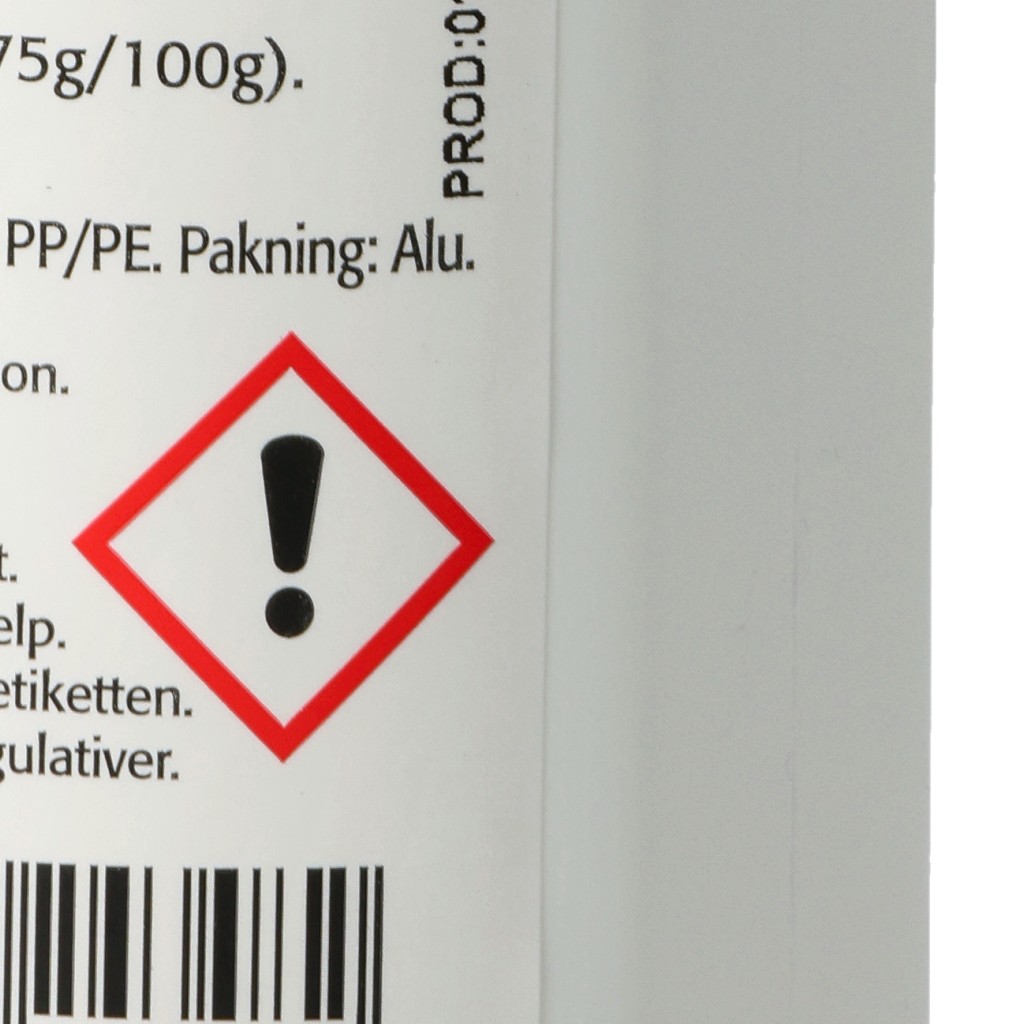 75g/100g).
PROD:0
PP/PE. Pakning: Alu.
on.
t.
elp.
etiketten.
gulativer.